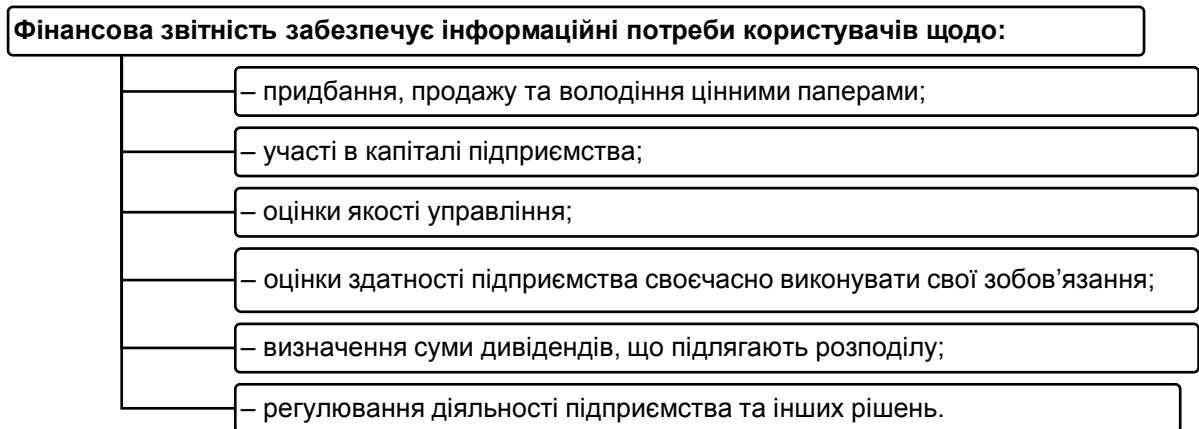 Фінансова звітність забезпечує інформаційні потреби користувачів щодо:
– придбання, продажу та володіння цінними паперами;
– участі в капіталі підприємства;
– оцінки якості управління;
– оцінки здатності підприємства своєчасно виконувати свої зобов’язання;
– визначення суми дивідендів, що підлягають розподілу;
– регулювання діяльності підприємства та інших рішень.